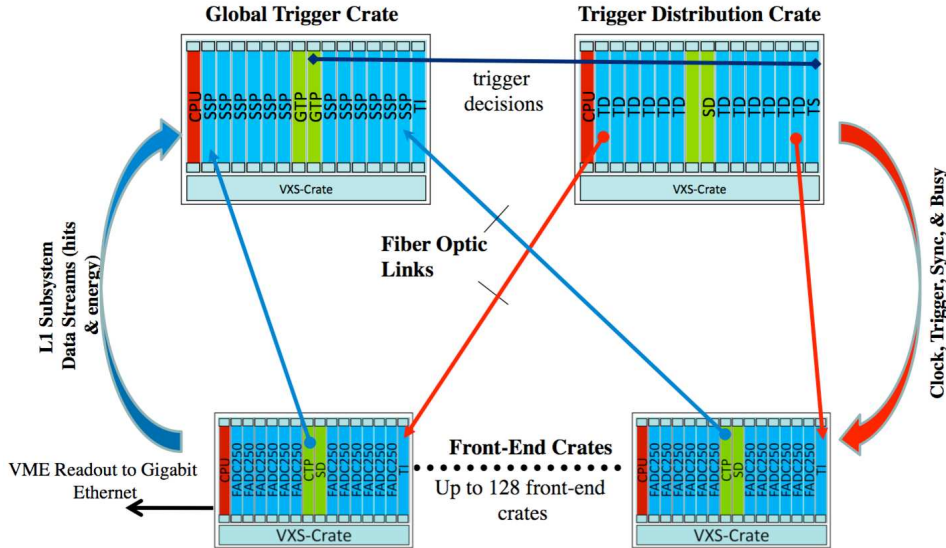 Global Trigger Crate
Trigger Distribution Crate
CPU
SSP
SSP
SSP
SSP
SSP
SSP
GTP
GTP
SSP
SSP
SSP
SSP
SSP
SSP
TI
VXS-Crate
trigger
decisions
CPU
TD
TD
TD
TD
TD
TD
SD
TD
TD
TD
TD
TD
TD
TS
VXS-Crate
L1 Subsystem
Data Streams (hits
& energy)
Fiber Optic
Links
Clock, Trigger, Sync, & Busy
VME Readout to Gigabit
Ethernet
CPU
FADC250
FADC250
FADC250
FADC250
FADC250
FADC250
CTP
SD
FADC250
FADC250
FADC250
FADC250
FADC250
FADC250
TI
VXS-Crate
Front-End Crates
Up to 128 front-end
crates
CPU
FADC250
FADC250
FADC250
FADC250
FADC250
FADC250
CTP
SD
FADC250
FADC250
FADC250
FADC250
FADC250
FADC250
TI
VXS-Crate